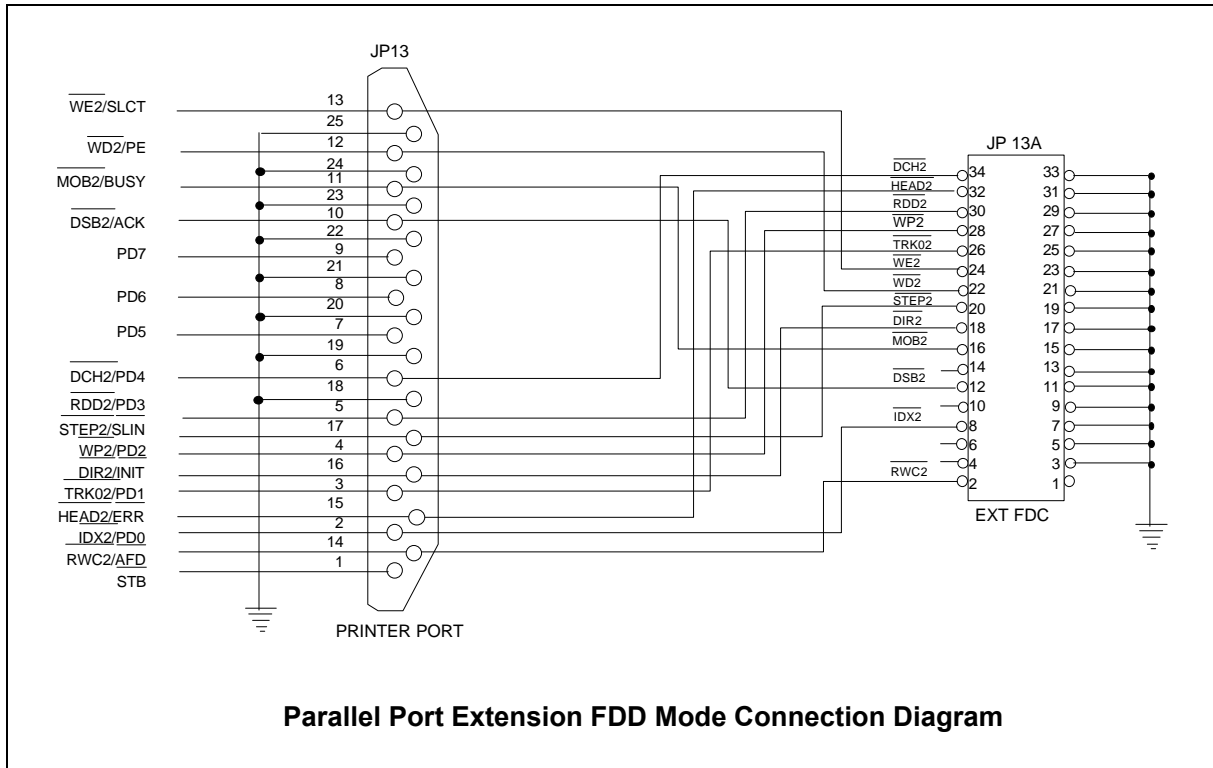 JP13
WE2/SLCT
WD2/PE
MOB2/BUSY
DSB2/ACK
PD7
PD6
PD5
DCH2/PD4
RDD2/PD3
STEP2/SLIN
WP2/PD2
DIR2/INIT
TRK02/PD1
HEAD2/ERR
IDX2/PD0
RWC2/AFD
STB
13
25
12
24
11
23
10
22
9
21
8
20
7
19
6
18
5
17
4
16
3
15
2
14
1
PRINTER PORT
JP 13A
DCH2
HEAD2
RDD2
WP2
TRK02
WE2
WD2
STEP2
DIR2
MOB2
DSB2
IDX2
RWC2
34 33
32 31
30 29
28 27
26 25
24 23
22 21
20 19
18 17
16 15
14 13
12 11
10 9
8 7
6 5
4 3
2 1
EXT FDC
Parallel Port Extension FDD Mode Connection Diagram